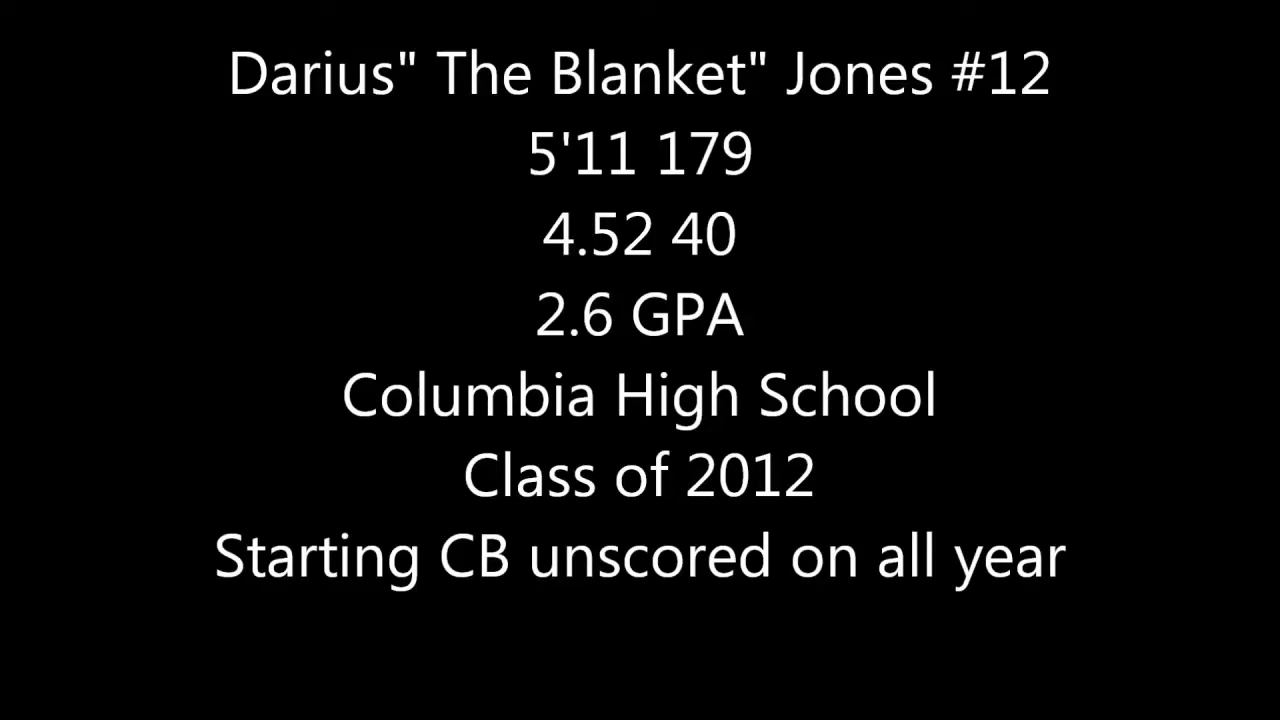 Darius" The Blanket" Jones #12
5'11 179
4.52 40
2.6 GPA
Columbia High School
Class of 2012
Starting CB unscored on all year